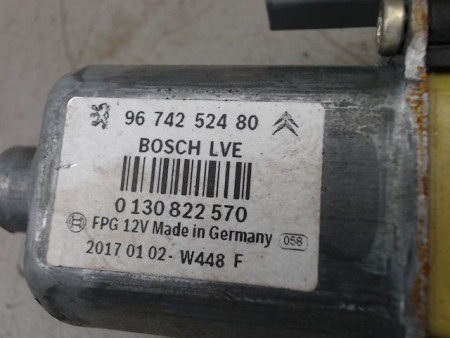 96 742 524 80
BOSCH LVE
0 130 822 570
FPG 12V Made in Germany 058
2017 01 02 - W448 F